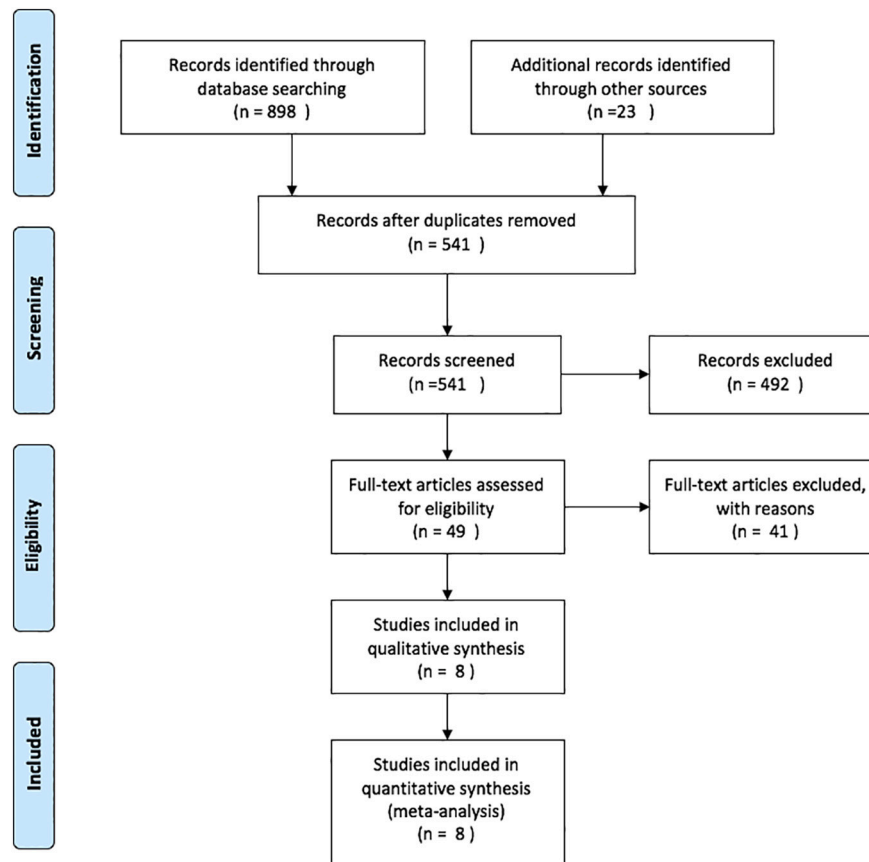 Identification
Records identified through
database searching
(n = 898 )
Additional records identified
through other sources
(n =23 )
Records after duplicates removed
(n = 541 )
Screening
Records screened
(n =541 )
Records excluded
(n = 492 )
Eligibility
Full-text articles assessed
for eligibility
(n = 49 )
Full-text articles excluded,
with reasons
(n = 41 )
Studies included in
qualitative synthesis
(n = 8 )
Included
Studies included in
quantitative synthesis
(meta-analysis)
(n = 8 )